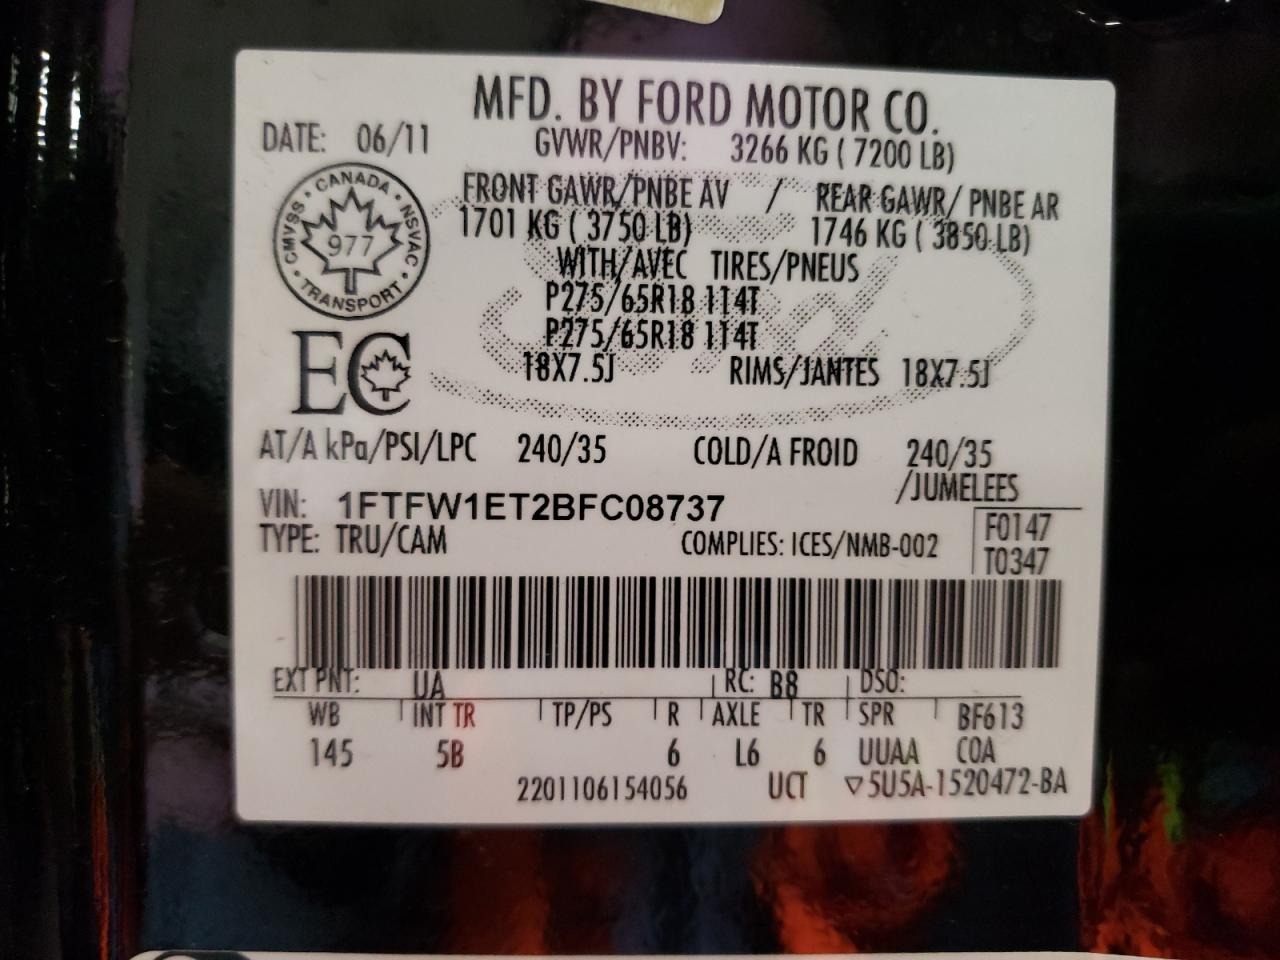 MFD. BY FORD MOTOR CO.
DATE: 06/11 GVWR/PNBV: 3266 KG ( 7200 LB)
FRONT GAWR/PNBE AV / REAR GAWR/ PNBE AR
1701 KG ( 3750 LB) 1746 KG ( 3850 LB)
WITH/AVEC TIRES/PNEUS
P275/65R18 114T
P275/65R18 114T
18X7.5J RIMS/JANTES 18X7.5J
CMVSS • CANADA • NSVAC • TRANSPORT •
977
EC
AT/A kPa/PSI/LPC 240/35 COLD/A FROID 240/35
/JUMELEES
VIN: 1FTFW1ET2BFC08737
F0147
TYPE: TRU/CAM COMPLIES: ICES/NMB-002
T0347
EXT PNT: UA RC: B8 DSO:
WB INT TR TP/PS R AXLE TR SPR BF613
145 5B 6 L6 6 UUAA COA
2201106154056 UCT ▽5U5A-1520472-BA